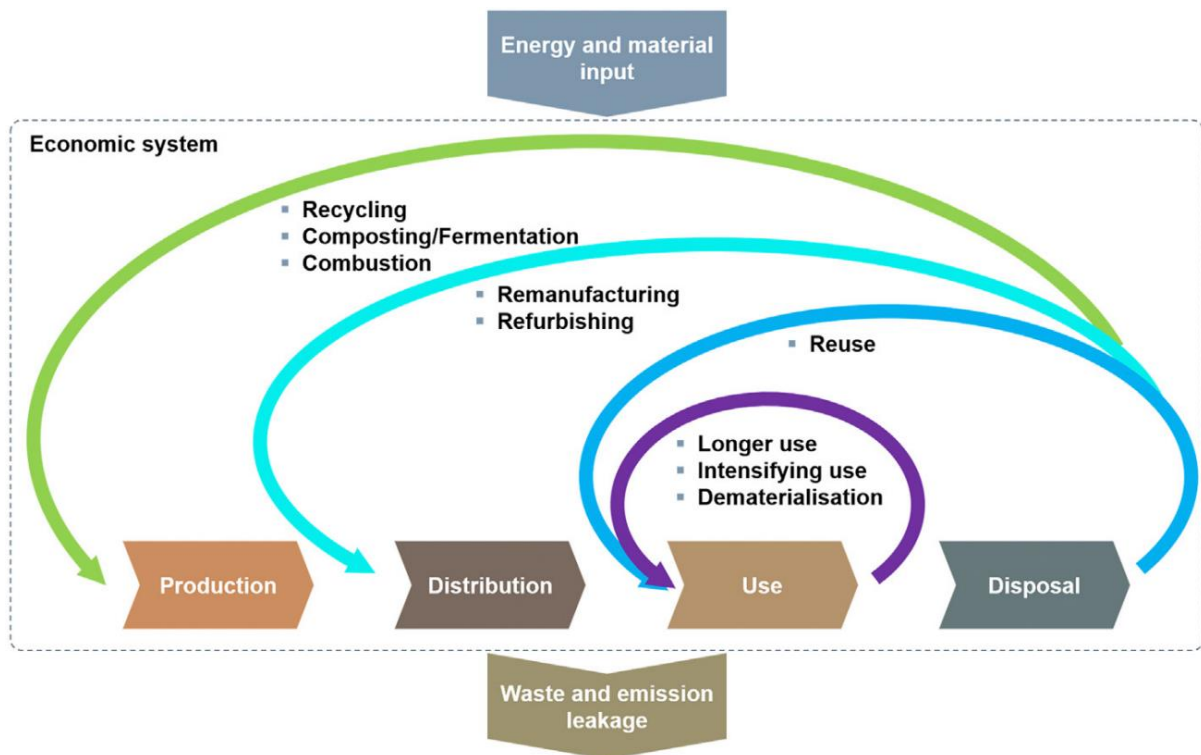 Energy and material
input
Economic system
Recycling
Composting/Fermentation
Combustion
Remanufacturing
Refurbishing
Reuse
Longer use
Intensifying use
Dematerialisation
Production
Distribution
Use
Disposal
Waste and emission
leakage